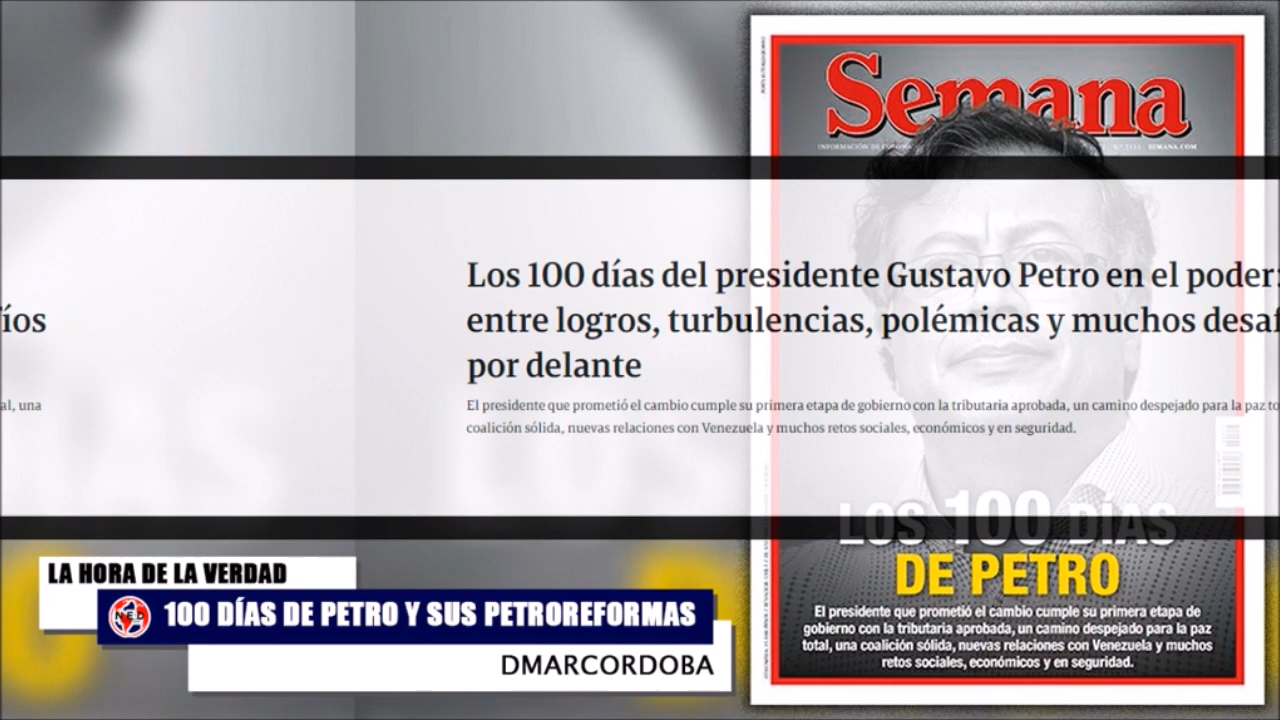 Semana
INFORMACIÓN DE
SEMANA.COM
Los 100 días del presidente Gustavo Petro en el poder:
entre logros, turbulencias, polémicas y muchos desaf
por delante
El presidente que prometió el cambio cumple su primera etapa de gobierno con la tributaria aprobada, un camino despejado para la paz to
coalición sólida, nuevas relaciones con Venezuela y muchos retos sociales, económicos y en seguridad.
íos
al, una
LOS 100 DÍAS
DE PETRO
El presidente que prometió el cambio cumple su primera etapa de
gobierno con la tributaria aprobada, un camino despejado para la paz
total, una coalición sólida, nuevas relaciones con Venezuela y muchos
retos sociales, económicos y en seguridad.
LA HORA DE LA VERDAD
100 DÍAS DE PETRO Y SUS PETROREFORMAS
DMARCORDOBA